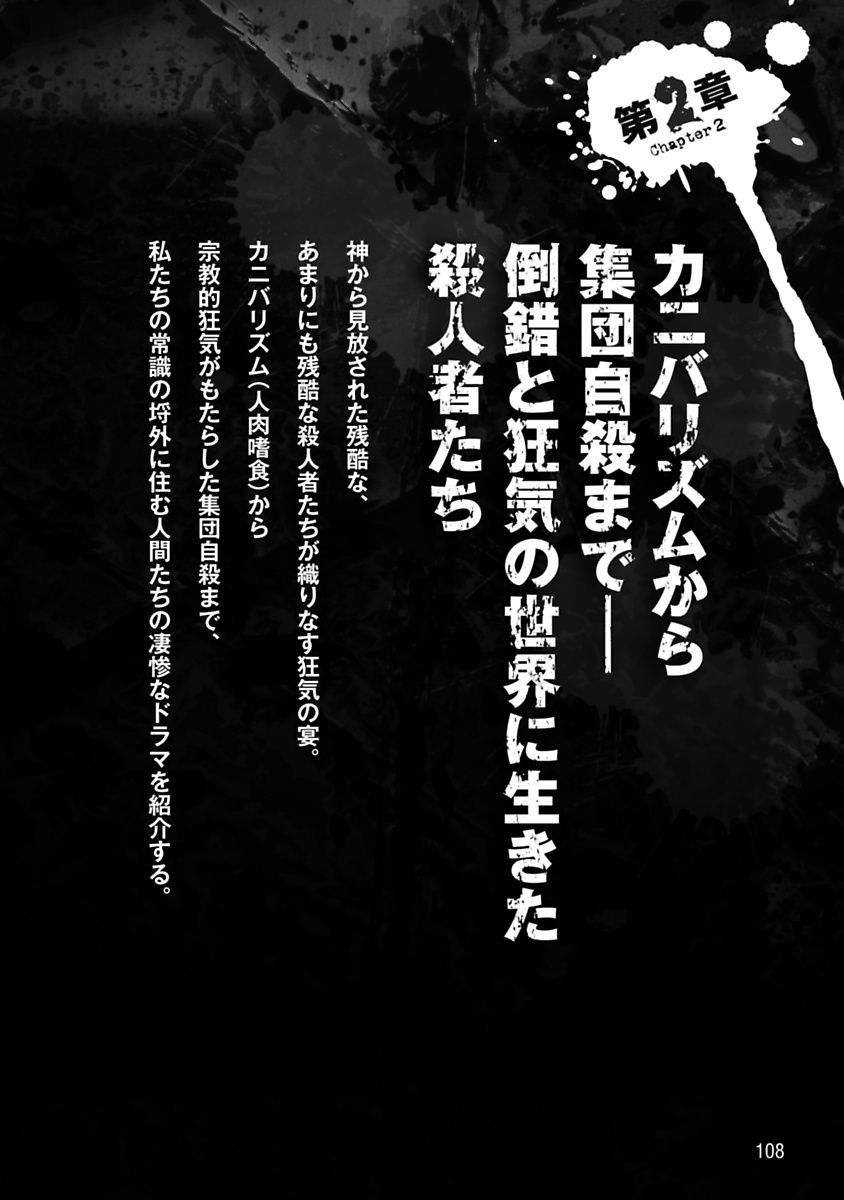 第2章
Chapter 2
カニバリズムから
集団自殺まで――
倒錯と狂気の世界に生きた
殺人者たち
神から見放された残酷な、
あまりにも残酷な殺人者たちが織りなす狂気の宴。
カニバリズム（人肉嗜食）から
宗教的狂気がもたらした集団自殺まで、
私たちの常識の埒外に住む人間たちの凄惨なドラマを紹介する。
108